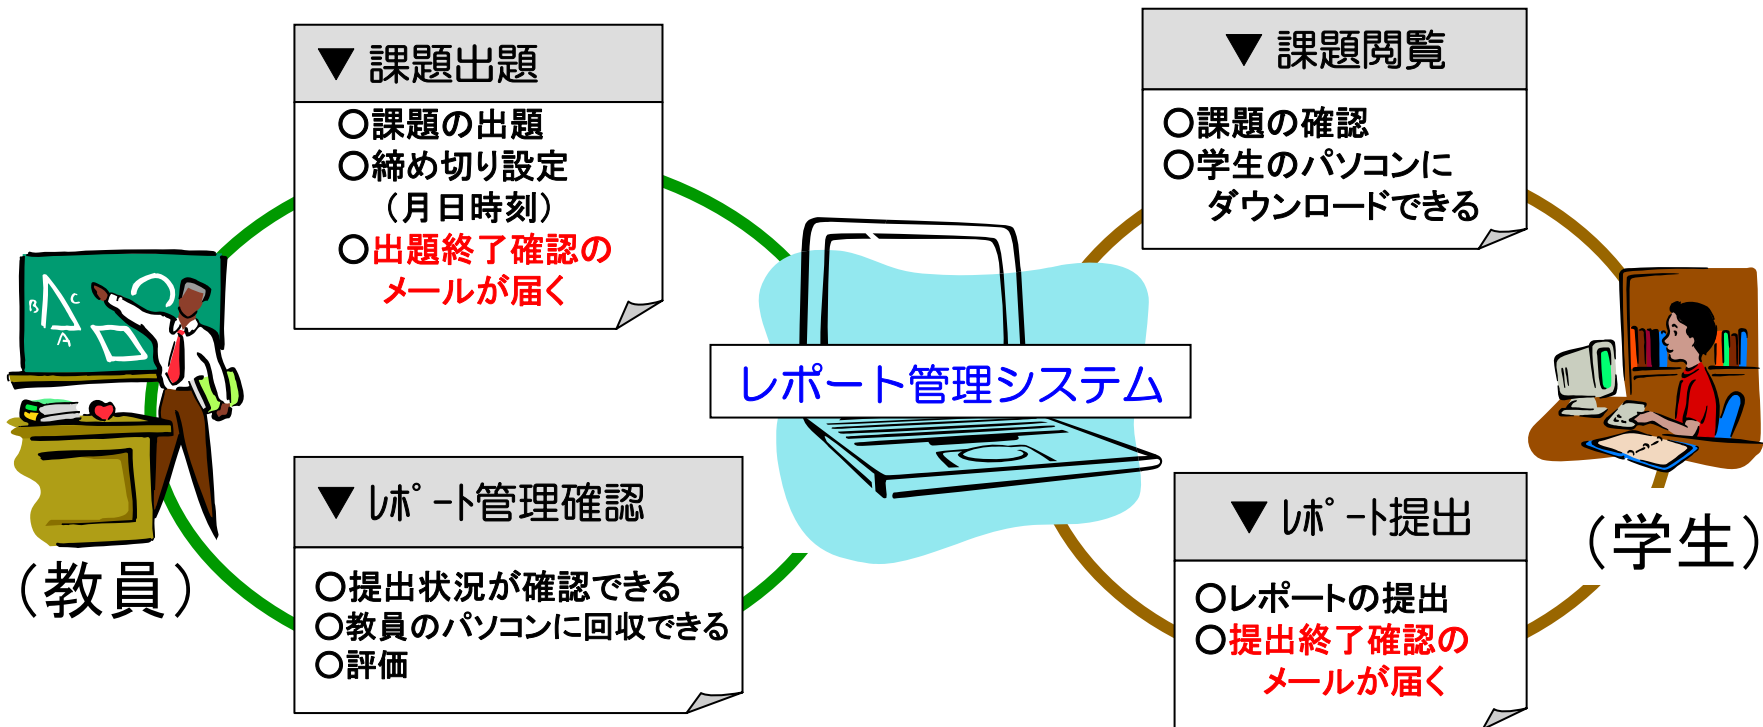 ▼ 課題出題
○課題の出題
○締め切り設定
（月日時刻）
○出題終了確認の
メールが届く
▼ 課題閲覧
○課題の確認
○学生のパソコンに
ダウンロードできる
B
C
A
レポート管理システム
（教員）
（学生）
▼ ﾚﾎﾟｰﾄ管理確認
○提出状況が確認できる
○教員のパソコンに回収できる
○評価
▼ ﾚﾎﾟｰﾄ提出
○レポートの提出
○提出終了確認の
メールが届く